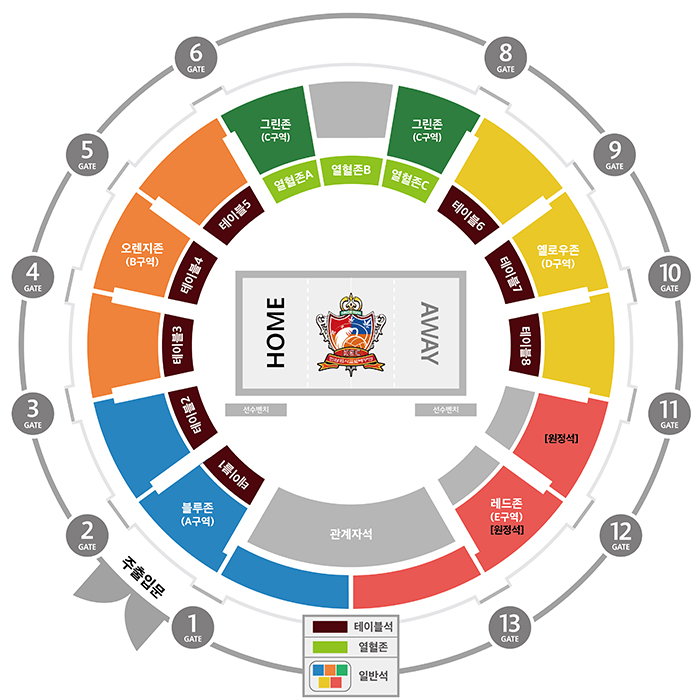 6
GATE
8
GATE
5
GATE
9
GATE
4
GATE
10
GATE
3
GATE
11
GATE
2
GATE
12
GATE
1
GATE
13
GATE
그린존
(C구역)
그린존
(C구역)
열혈존A
열혈존B
열혈존C
테이블5
테이블6
오렌지존
(B구역)
테이블4
테이블7
옐로우존
(D구역)
테이블3
테이블8
HOME
AWAY
선수벤치
선수벤치
테이블2
테이블1
[원정석]
블루존
(A구역)
관계자석
레드존
(E구역)
[원정석]
주출입문
테이블석
열혈존
일반석